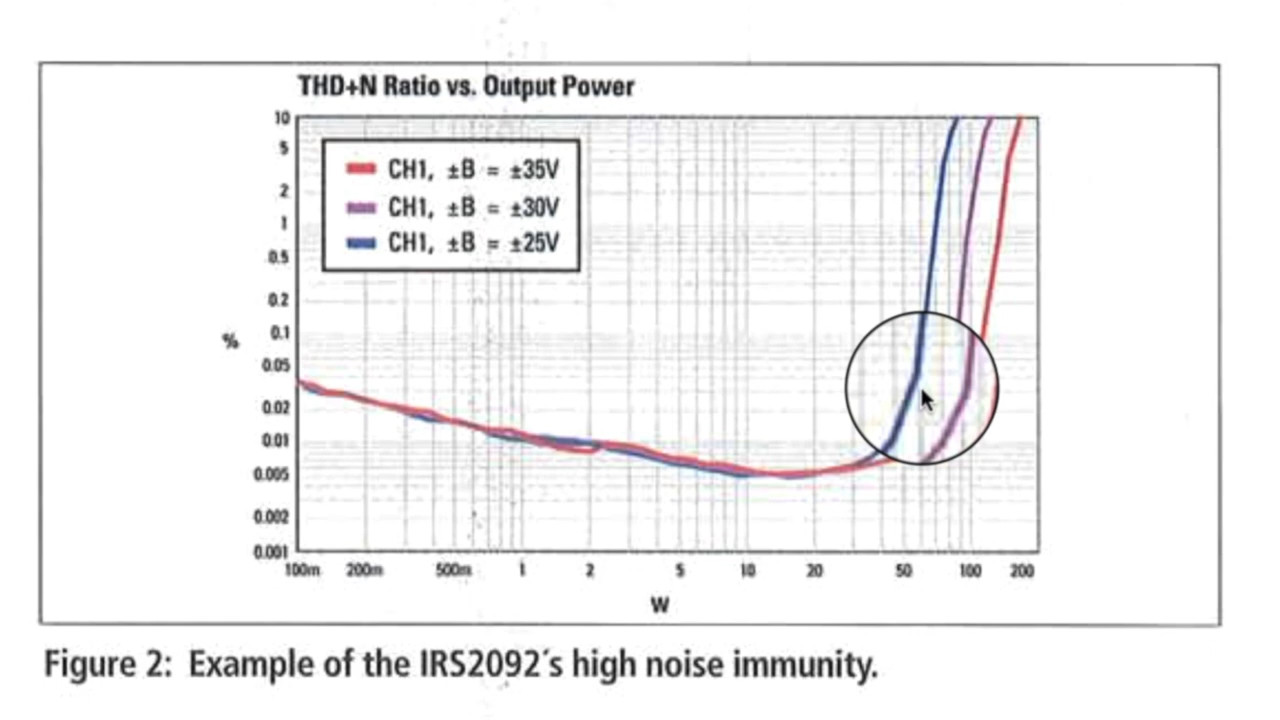 THD+N Ratio vs. Output Power
10
5
2
1
0.5
0.2
0.1
0.05
0.02
0.01
0.005
0.002
0.001
%
CH1, ±B = ±35V
CH1, ±B = ±30V
CH1, ±B = ±25V
100m 200m 500m 1 2 5 10 20 50 100 200
W
Figure 2: Example of the IRS2092´s high noise immunity.